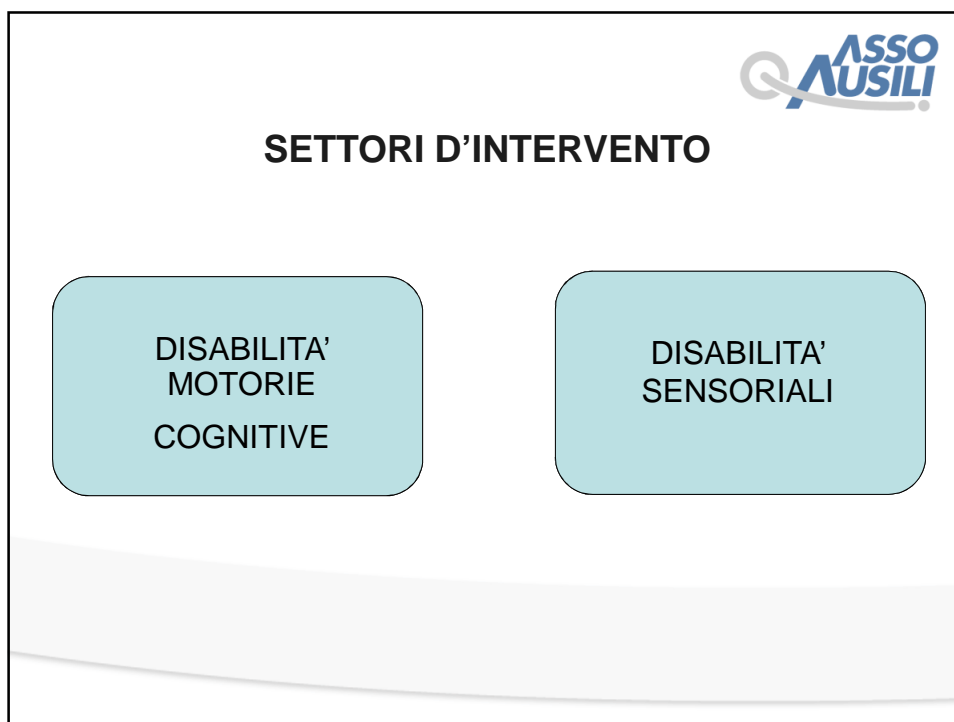 ASSO
AUSILI
SETTORI D’INTERVENTO
DISABILITA’
MOTORIE
COGNITIVE
DISABILITA’
SENSORIALI